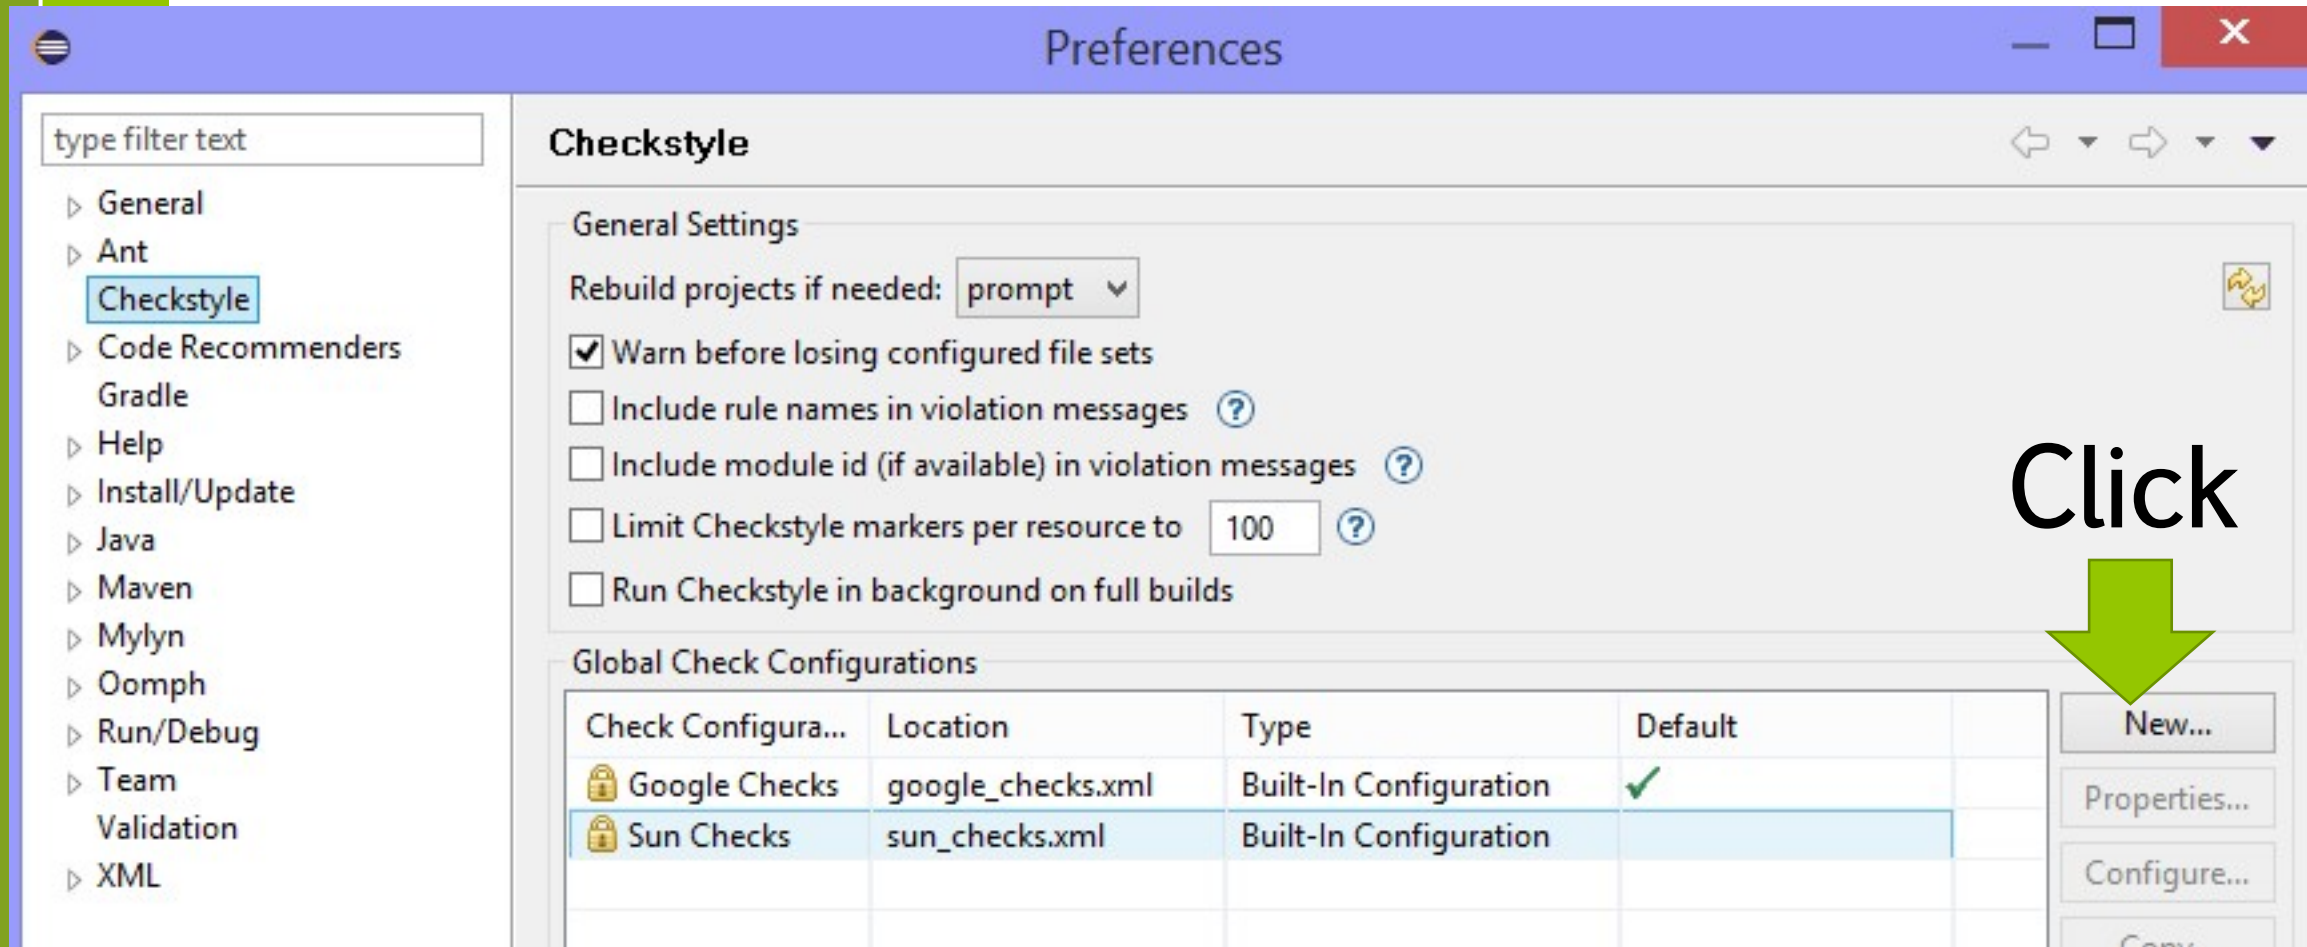 Preferences
type filter text
General
Ant
Checkstyle
Code Recommenders
Gradle
Help
Install/Update
Java
Maven
Mylyn
Oomph
Run/Debug
Team
Validation
XML
Checkstyle
General Settings
Rebuild projects if needed: prompt
Warn before losing configured file sets
Include rule names in violation messages ?
Include module id (if available) in violation messages ?
Limit Checkstyle markers per resource to 100 ?
Run Checkstyle in background on full builds
Click
Global Check Configurations
Check Configura... Location Type Default
Google Checks google_checks.xml Built-In Configuration
Sun Checks sun_checks.xml Built-In Configuration
New...
Properties...
Configure...